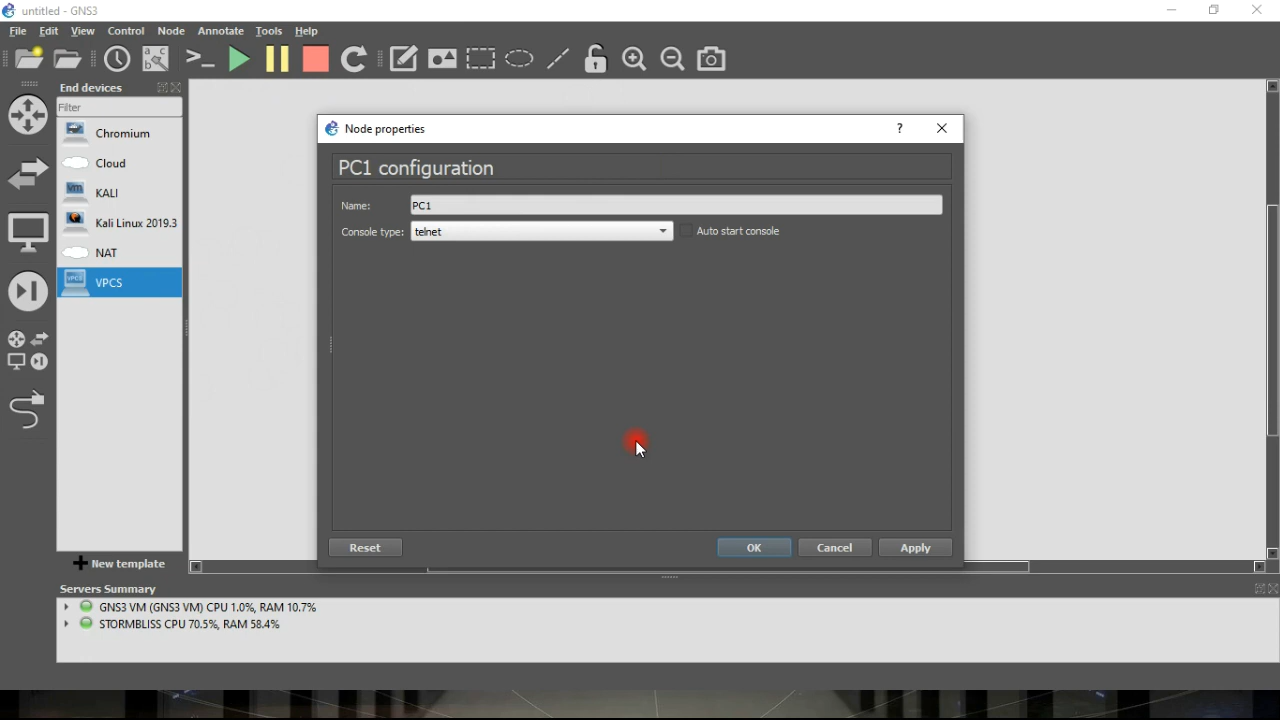 untitled - GNS3
File Edit View Control Node Annotate Tools Help
End devices
Filter
Chromium
Cloud
KALI
Kali Linux 2019.3
NAT
VPCS
New template
Node properties
PC1 configuration
Name: PC1
Console type: telnet Auto start console
Reset OK Cancel Apply
Servers Summary
GNS3 VM (GNS3 VM) CPU 1.0%, RAM 10.7%
STORMBLISS CPU 70.5%, RAM 58.4%